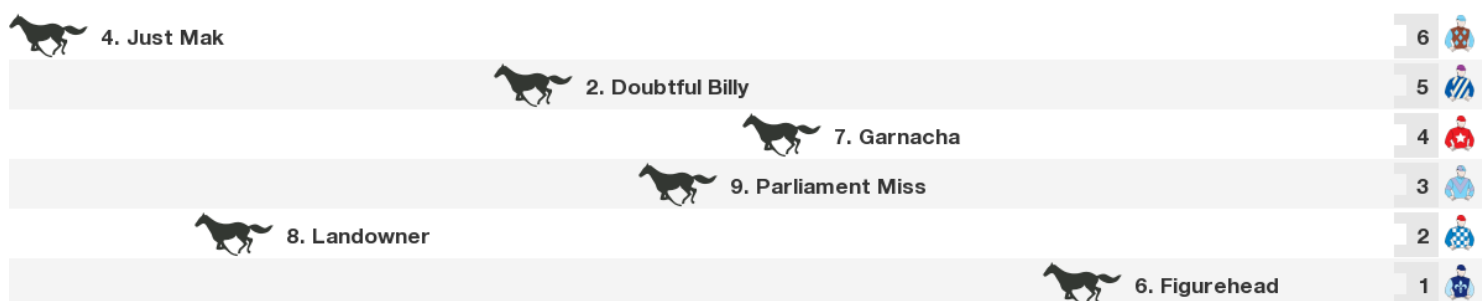 4. Just Mak 6
2. Doubtful Billy 5
7. Garnacha 4
9. Parliament Miss 3
8. Landowner 2
6. Figurehead 1